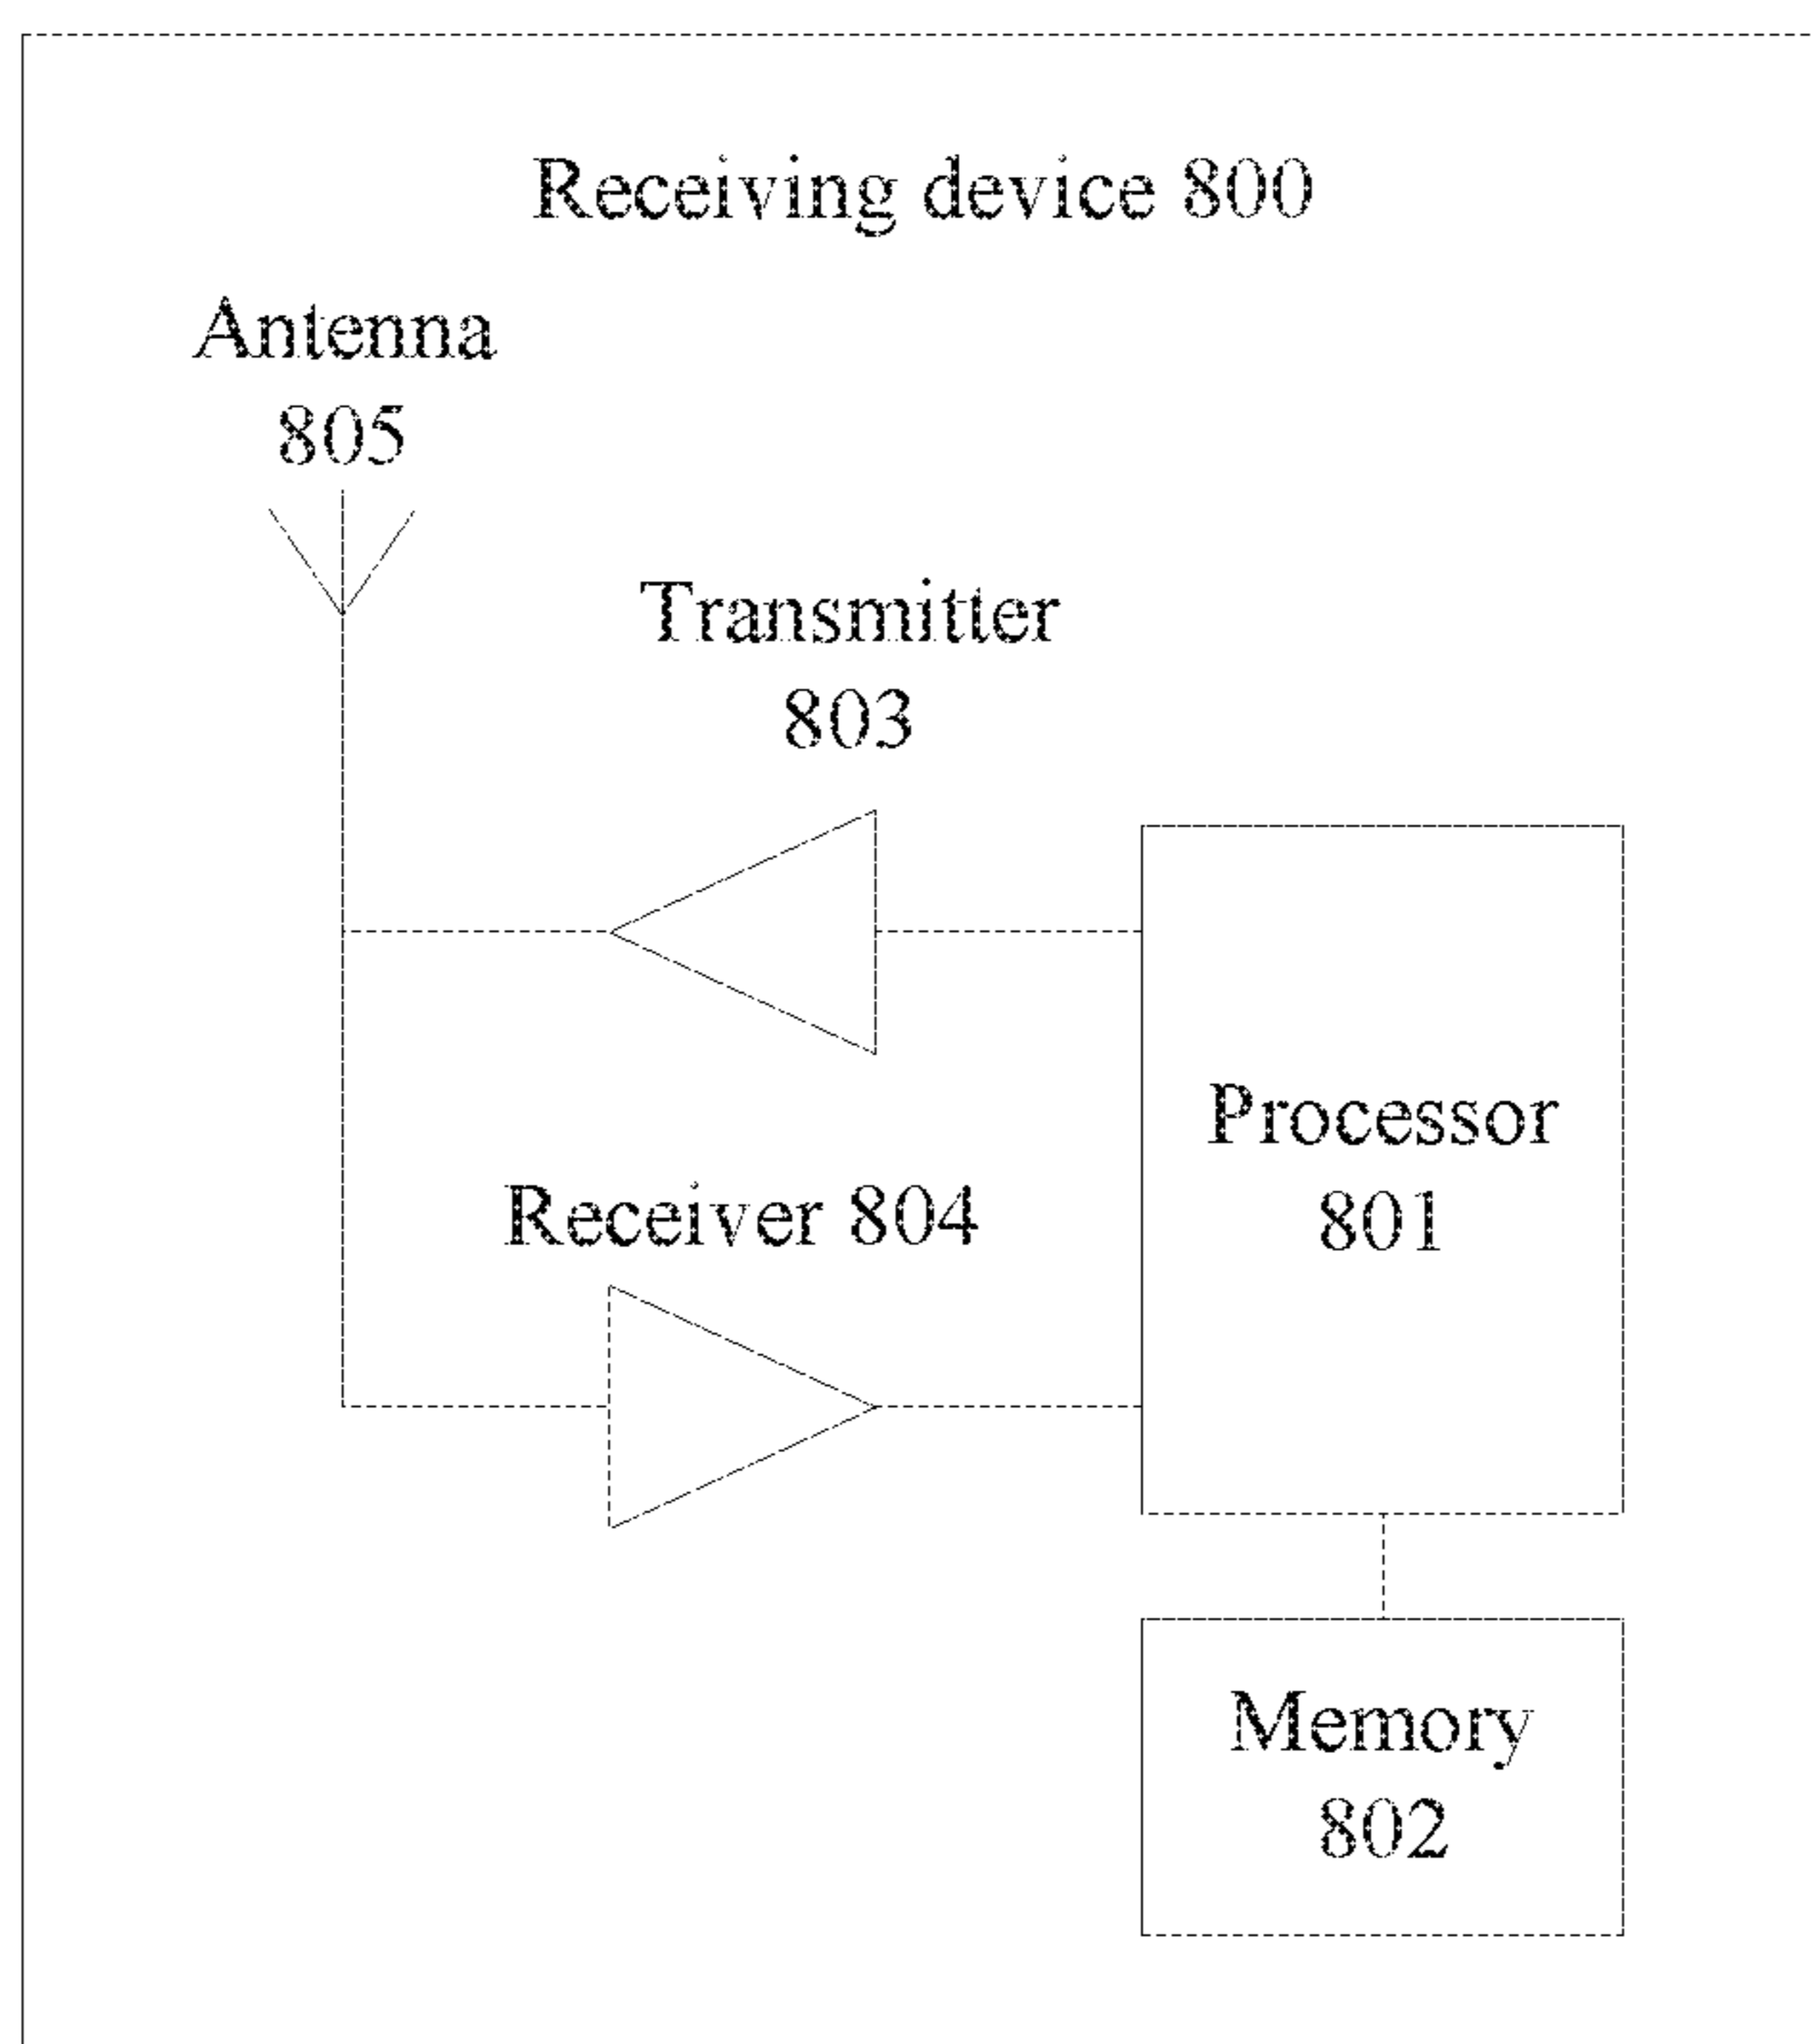 Receiving device 800
Antenna
805
Transmitter
803
Processor
801
Receiver 804
Memory
802